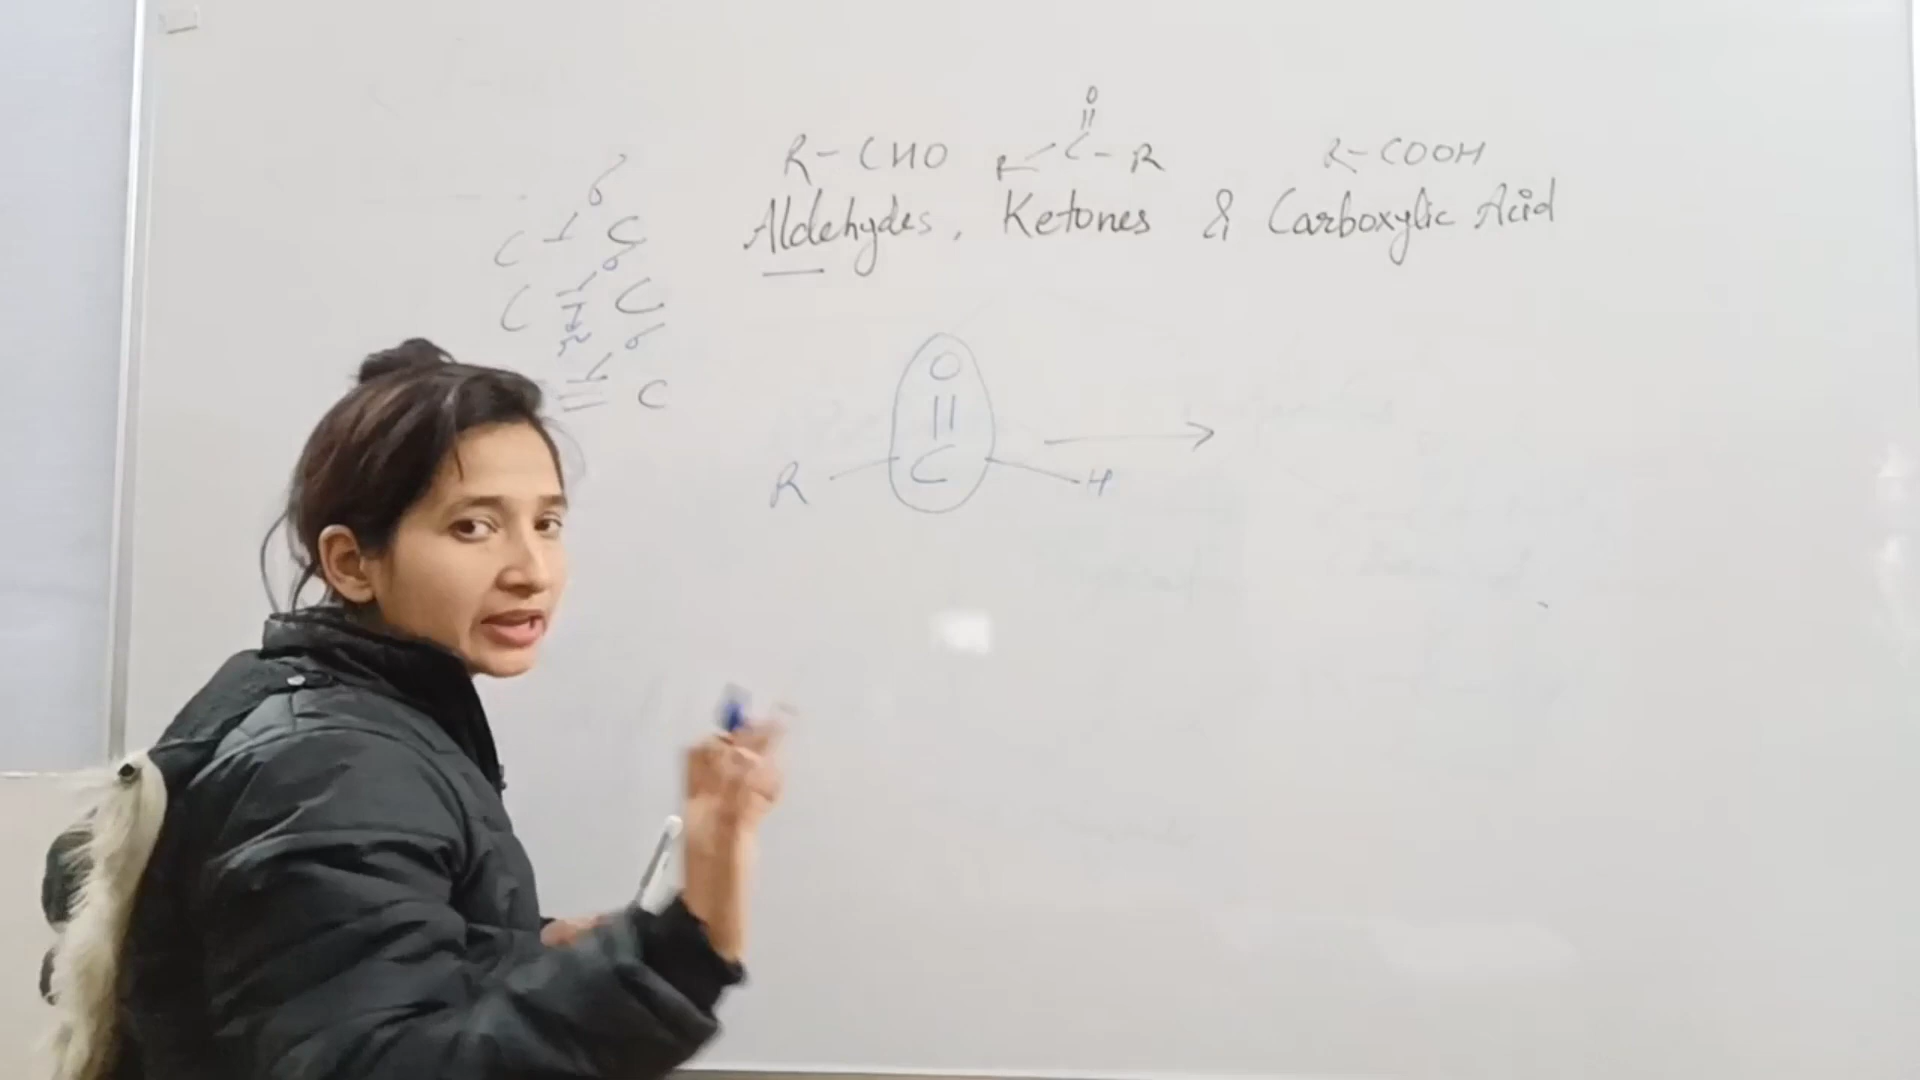 O
R-CHO R-C-R R-COOH
Aldehydes, Ketones & Carboxylic Acid
σ
C-C
σ
C=C
π σ
≡C
O
||
R-C-H